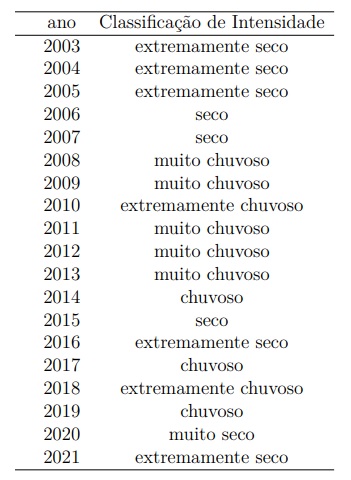 ano Classificação de Intensidade
2003 extremamente seco
2004 extremamente seco
2005 extremamente seco
2006 seco
2007 seco
2008 muito chuvoso
2009 muito chuvoso
2010 extremamente chuvoso
2011 muito chuvoso
2012 muito chuvoso
2013 muito chuvoso
2014 chuvoso
2015 seco
2016 extremamente seco
2017 chuvoso
2018 extremamente chuvoso
2019 chuvoso
2020 muito seco
2021 extremamente seco